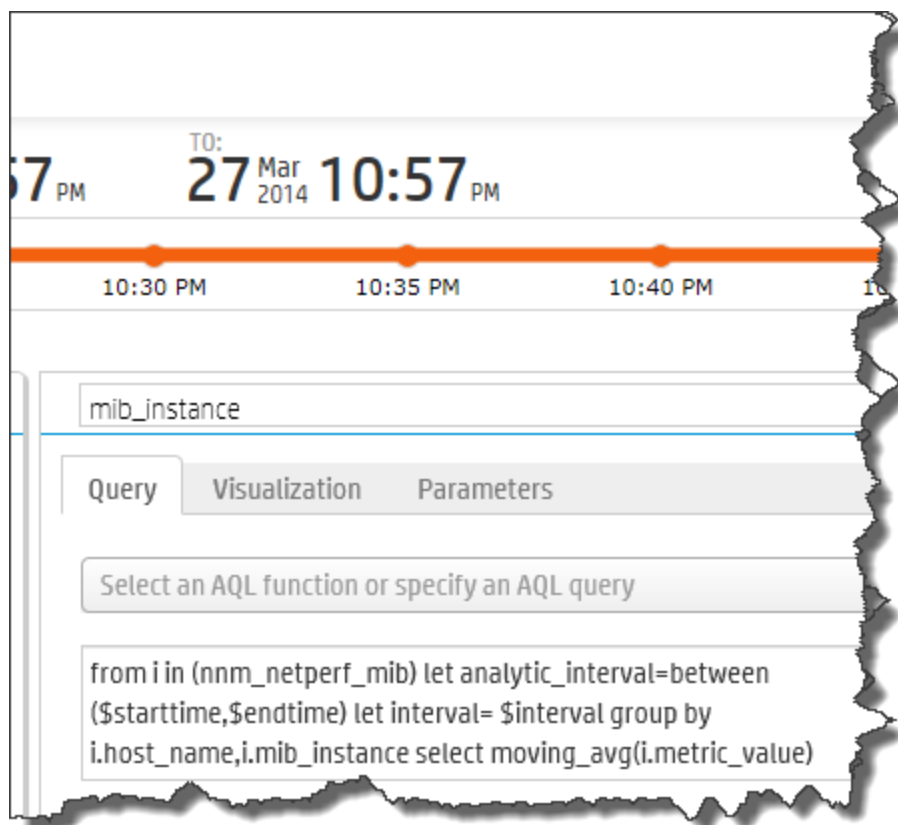 TO:
57 PM 27 Mar 2014 10:57 PM
10:30 PM 10:35 PM 10:40 PM
mib_instance
Query Visualization Parameters
Select an AQL function or specify an AQL query
from i in (nnm_netperf_mib) let analytic_interval=between
($starttime,$endtime) let interval= $interval group by
i.host_name,i.mib_instance select moving_avg(i.metric_value)